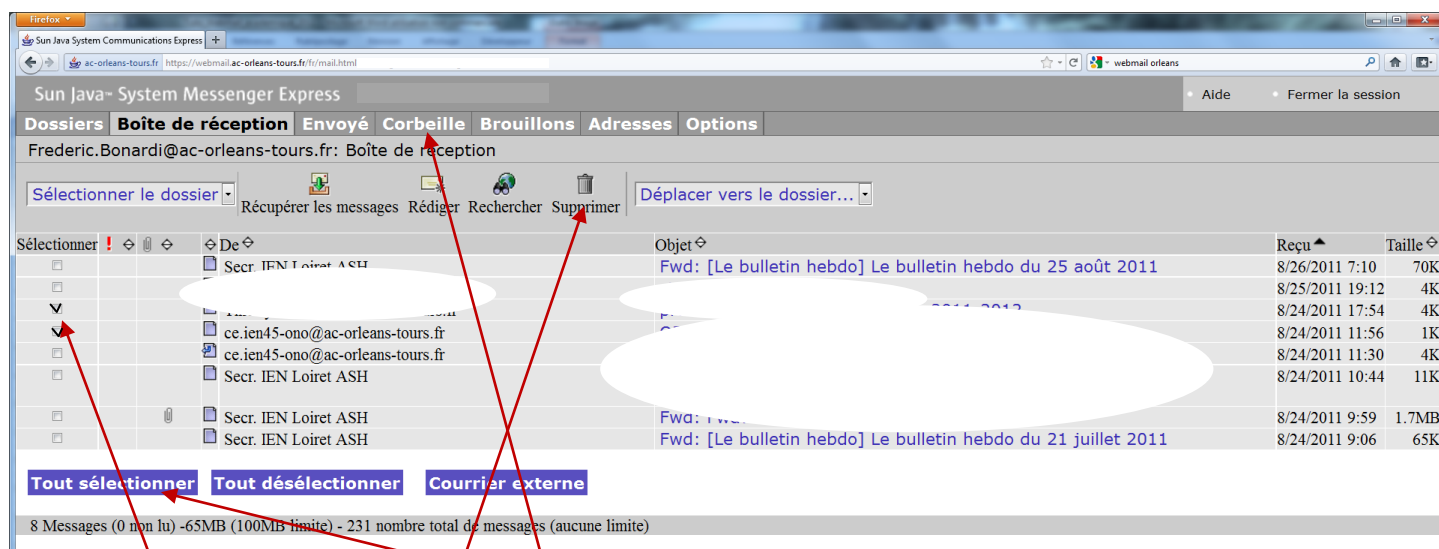 Firefox
Sun Java System Communications Express +
ac-orleans-tours.fr https://webmail.ac-orleans-tours.fr/fr/mail.html webmail orleans
Sun Java™ System Messenger Express Aide Fermer la session
Dossiers Boîte de réception Envoyé Corbeille Brouillons Adresses Options
Frederic.Bonardi@ac-orleans-tours.fr: Boîte de réception
Sélectionner le dossier Récupérer les messages Rédiger Rechercher Supprimer Déplacer vers le dossier...
Sélectionner ! De Objet Reçu Taille
Secr. IEN Loiret ASH Fwd: [Le bulletin hebdo] Le bulletin hebdo du 25 août 2011 8/26/2011 7:10 70K
8/25/2011 19:12 4K
2011-2012 8/24/2011 17:54 4K
ce.ien45-ono@ac-orleans-tours.fr 8/24/2011 11:56 1K
ce.ien45-ono@ac-orleans-tours.fr 8/24/2011 11:30 4K
Secr. IEN Loiret ASH 8/24/2011 10:44 11K
Secr. IEN Loiret ASH Fwd: 8/24/2011 9:59 1.7MB
Secr. IEN Loiret ASH Fwd: [Le bulletin hebdo] Le bulletin hebdo du 21 juillet 2011 8/24/2011 9:06 65K
Tout sélectionner Tout désélectionner Courrier externe
8 Messages (0 non lu) -65MB (100MB limite) - 231 nombre total de messages (aucune limite)